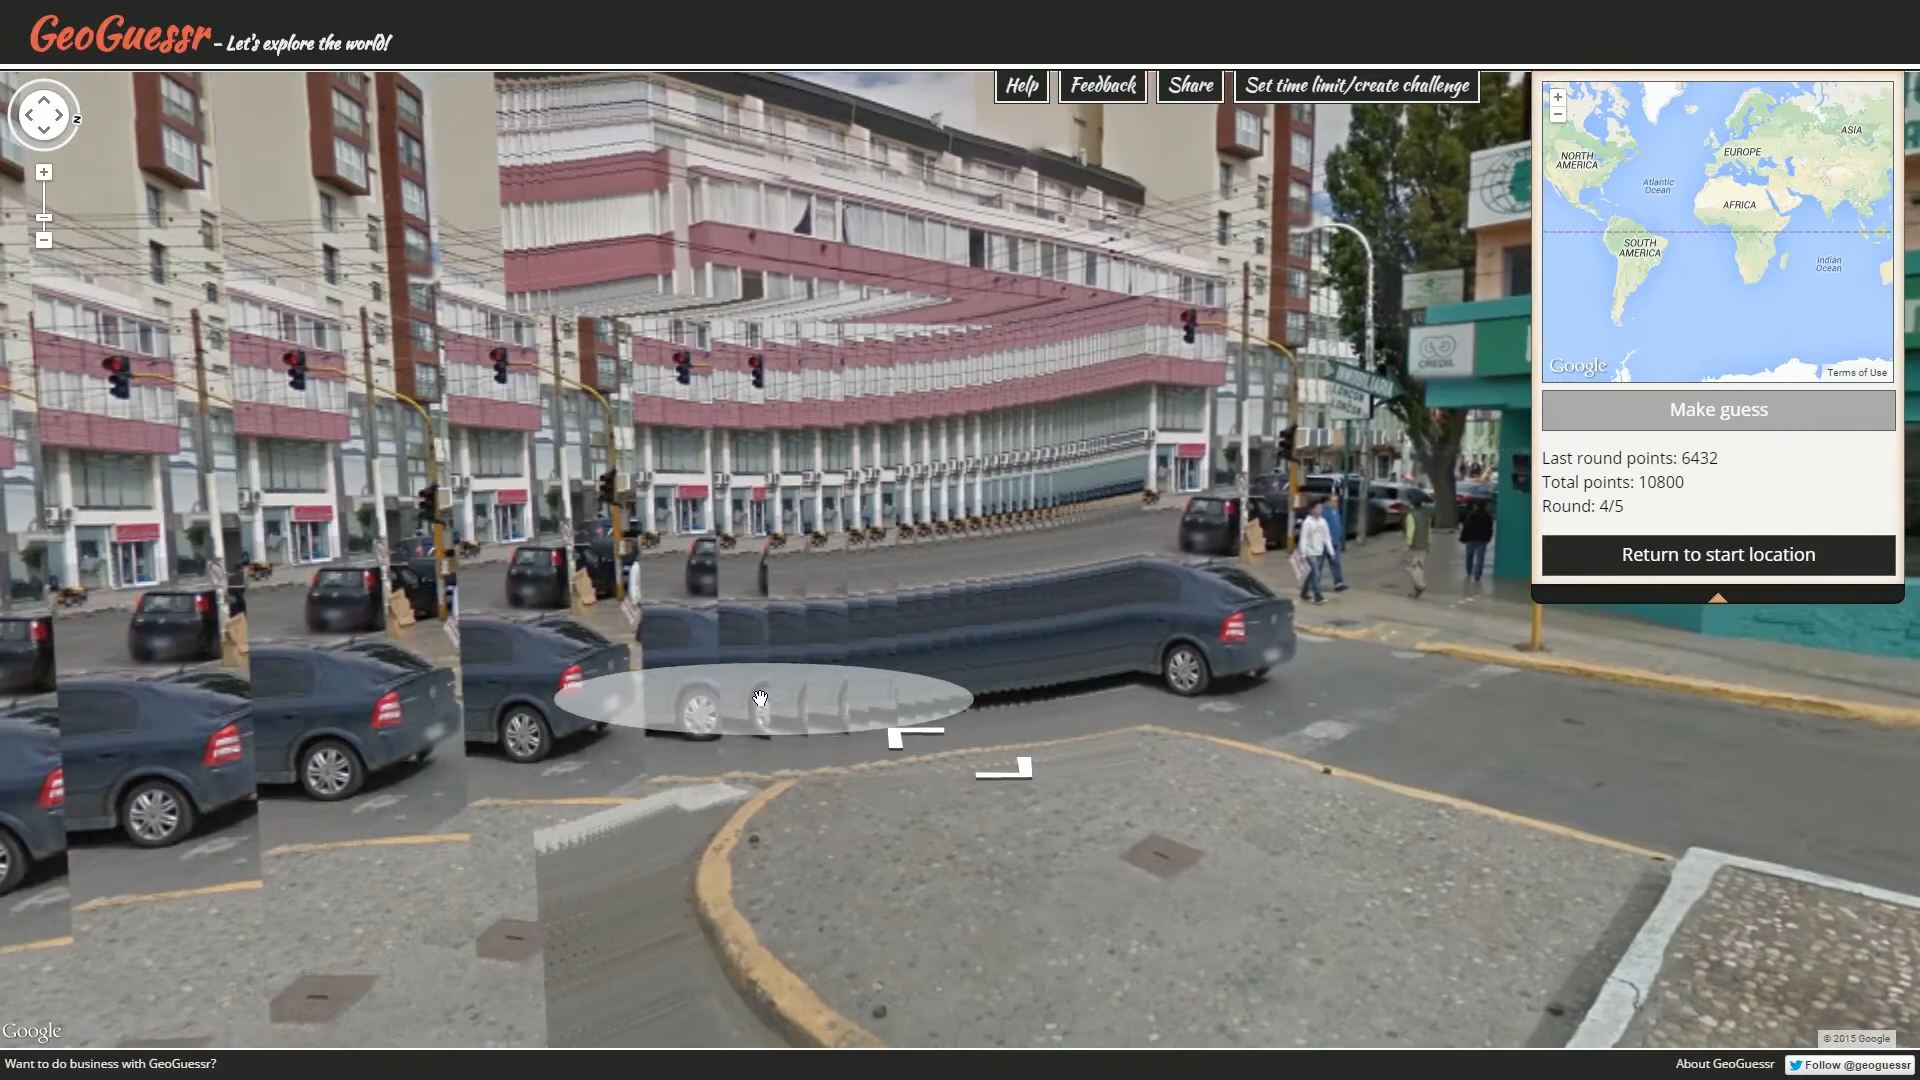 GeoGuessr - Let's explore the world!
Help
Feedback
Share
Set time limit/create challenge
N
+
−
+
−
NORTH AMERICA
EUROPE
ASIA
Atlantic Ocean
AFRICA
SOUTH AMERICA
Indian Ocean
Google
Terms of Use
Make guess
Last round points: 6432
Total points: 10800
Round: 4/5
Return to start location
CREDIL
Google
© 2015 Google
Want to do business with GeoGuessr?
About GeoGuessr
Follow @geoguessr